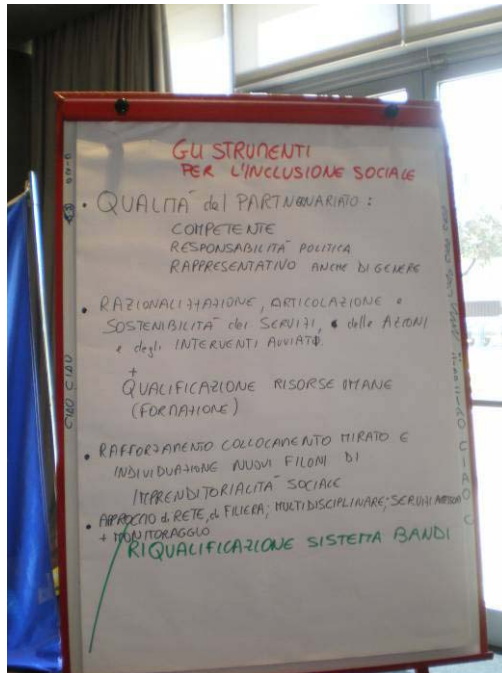 GLI STRUMENTI
PER L'INCLUSIONE SOCIALE
• QUALITÀ del PARTNENARIATO :
COMPETENTE
RESPONSABILITÀ POLITICA
RAPPRESENTATIVO ANCHE DI GENERE
• RAZIONALIZZAZIONE, ARTICOLAZIONE e
SOSTENIBILITÀ dei SERVIZI, e delle AZIONI
e degli INTERVENTI AVVIATO.
+
QUALIFICAZIONE RISORSE UMANE
(FORMAZIONE)
• RAFFORZAMENTO COLLOCAMENTO MIRATO E
INDIVIDUAZIONE NUOVI FILONI DI
IMPRENDITORIALITÀ SOCIALE
• APPROCCIO di RETE, di FILIERA; MULTIDISCIPLINARE; SERVIZI
+ MONITORAGGIO
RIQUALIFICAZIONE SISTEMA BANDI
CIAO CIAO
CIAO C